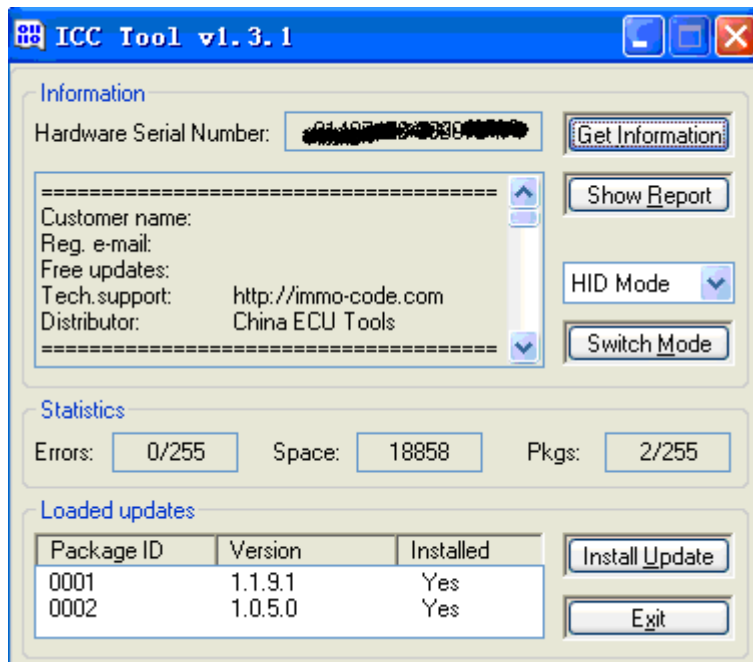 ICC Tool v1.3.1
Information
Hardware Serial Number:
Get Information
=======================================
Customer name:
Reg. e-mail:
Free updates:
Tech.support: http://immo-code.com
Distributor: China ECU Tools
=======================================
Show Report
HID Mode
Switch Mode
Statistics
Errors: 0/255 Space: 18858 Pkgs: 2/255
Loaded updates
Package ID Version Installed
0001 1.1.9.1 Yes
0002 1.0.5.0 Yes
Install Update
Exit